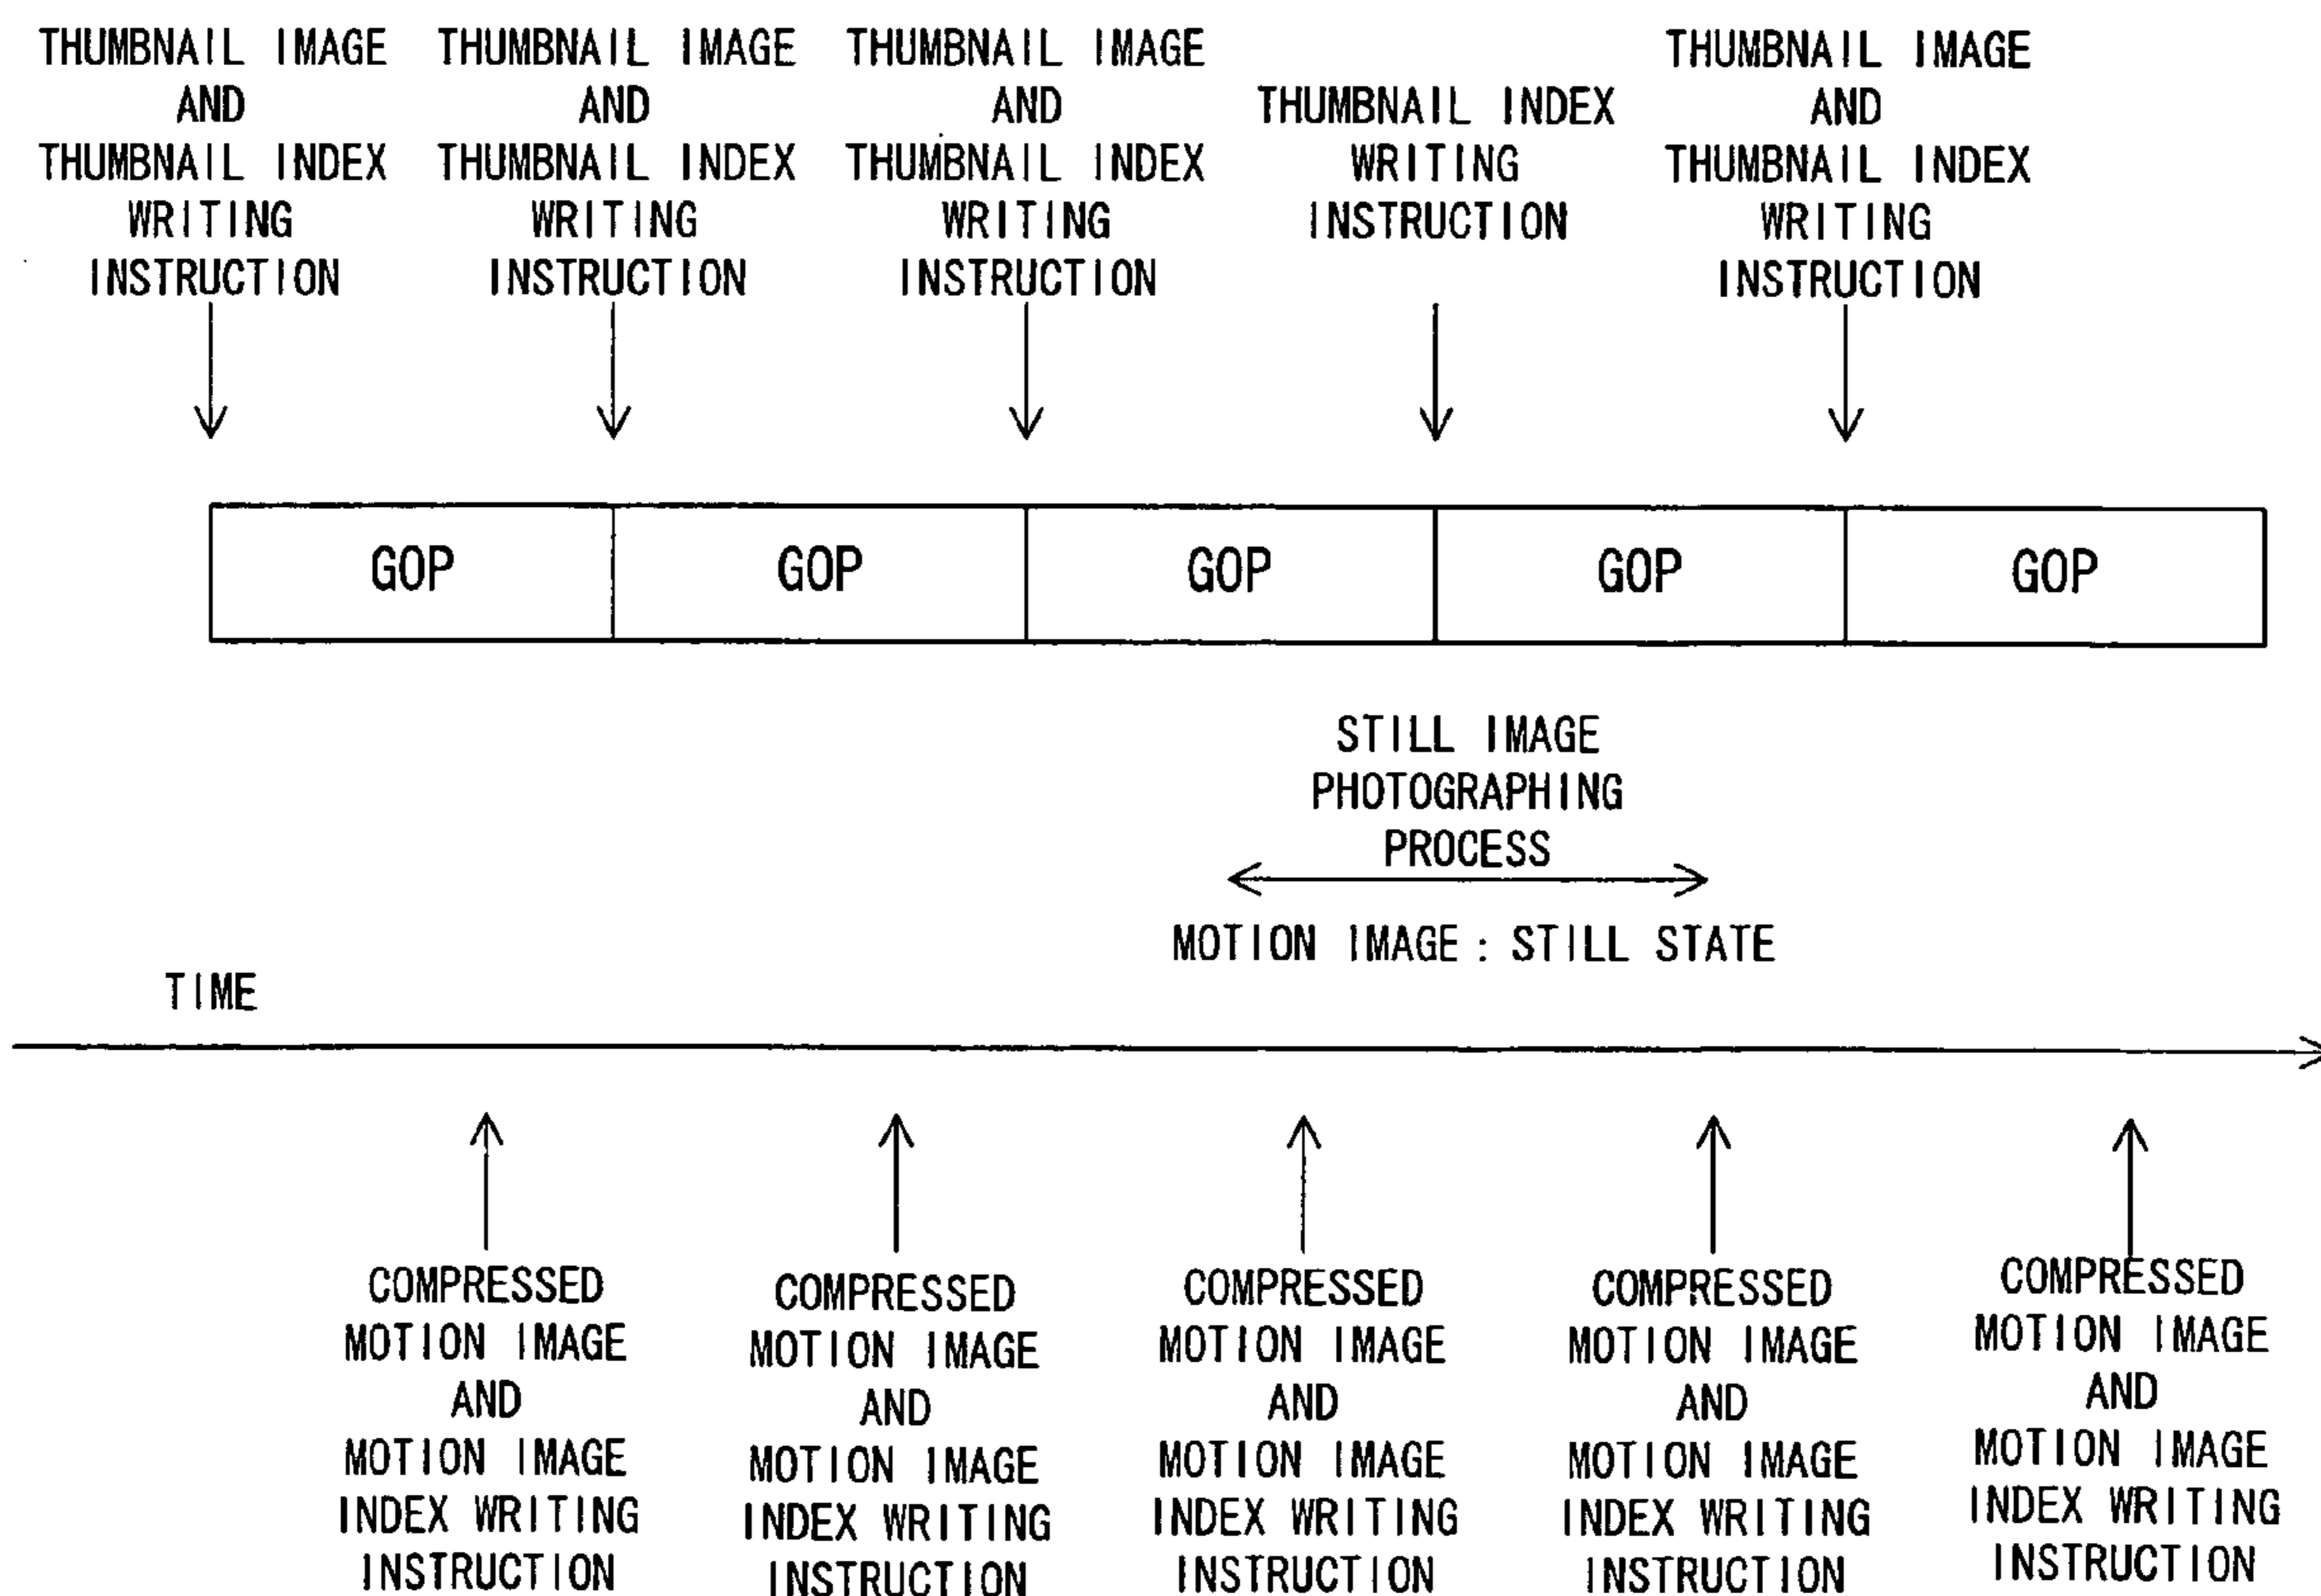 THUMBNAIL IMAGE
AND
THUMBNAIL INDEX
WRITING
INSTRUCTION
THUMBNAIL IMAGE
AND
THUMBNAIL INDEX
WRITING
INSTRUCTION
THUMBNAIL IMAGE
AND
THUMBNAIL INDEX
WRITING
INSTRUCTION
THUMBNAIL INDEX
WRITING
INSTRUCTION
THUMBNAIL IMAGE
AND
THUMBNAIL INDEX
WRITING
INSTRUCTION
GOP
GOP
GOP
GOP
GOP
STILL IMAGE
PHOTOGRAPHING
PROCESS
MOTION IMAGE : STILL STATE
TIME
COMPRESSED
MOTION IMAGE
AND
MOTION IMAGE
INDEX WRITING
INSTRUCTION
COMPRESSED
MOTION IMAGE
AND
MOTION IMAGE
INDEX WRITING
INSTRUCTION
COMPRESSED
MOTION IMAGE
AND
MOTION IMAGE
INDEX WRITING
INSTRUCTION
COMPRESSED
MOTION IMAGE
AND
MOTION IMAGE
INDEX WRITING
INSTRUCTION
COMPRESSED
MOTION IMAGE
AND
MOTION IMAGE
INDEX WRITING
INSTRUCTION